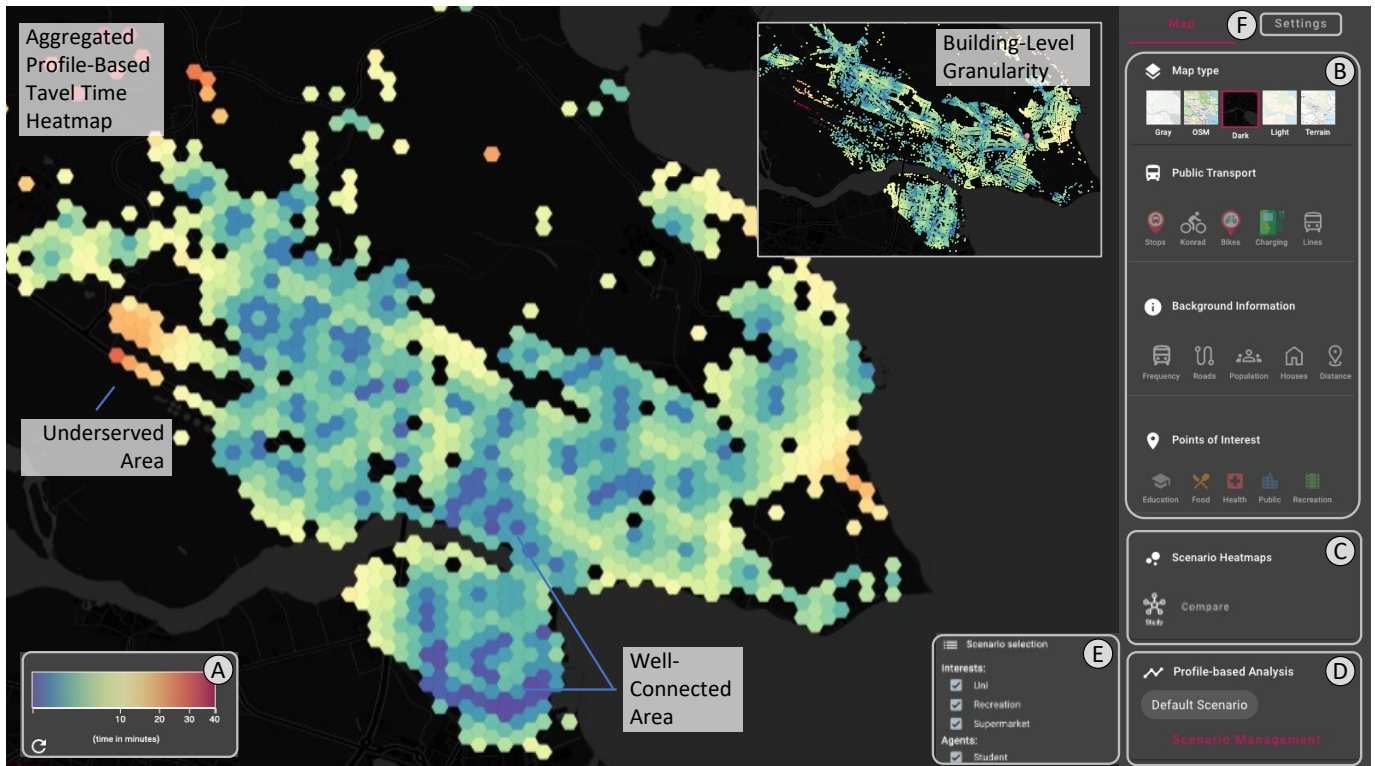 Aggregated
Profile-Based
Tavel Time
Heatmap
Building-Level
Granularity
Underserved
Area
Well-
Connected
Area
A
10 20 30 40
(time in minutes)
E
Scenario selection
Interests:
Uni
Recreation
Supermarket
Agents:
Student
Map
F
Settings
B
Map type
Gray OSM Dark Light Terrain
Public Transport
Stops Konrad Bikes Charging Lines
Background Information
Frequency Roads Population Houses Distance
Points of Interest
Education Food Health Public Recreation
C
Scenario Heatmaps
Study
Compare
D
Profile-based Analysis
Default Scenario
Scenario Management